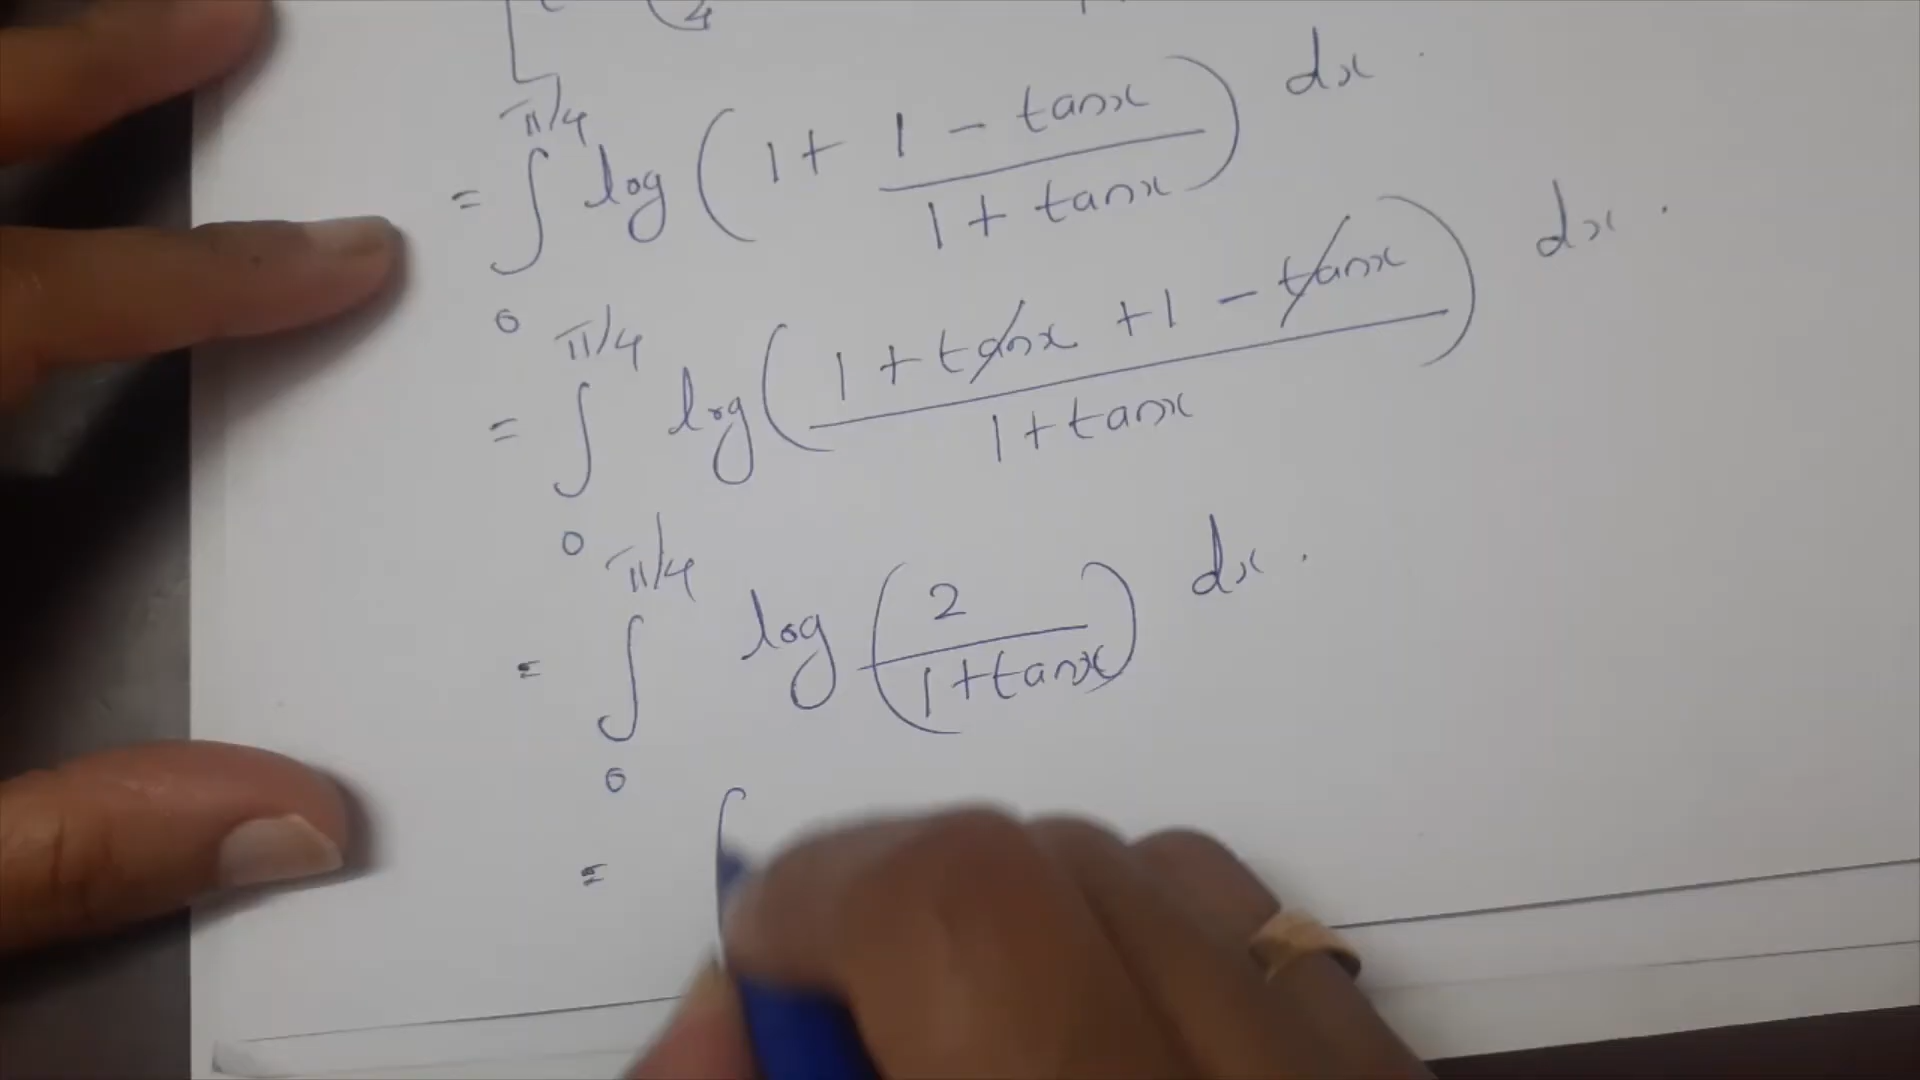 4
= ∫₀^π/4 log ( 1 + (1 - tanx)/(1 + tanx) ) dx .
= ∫₀^π/4 log ( (1 + tanx + 1 - tanx)/(1 + tanx) ) dx .
= ∫₀^π/4 log ( 2/(1 + tanx) ) dx .
= ∫